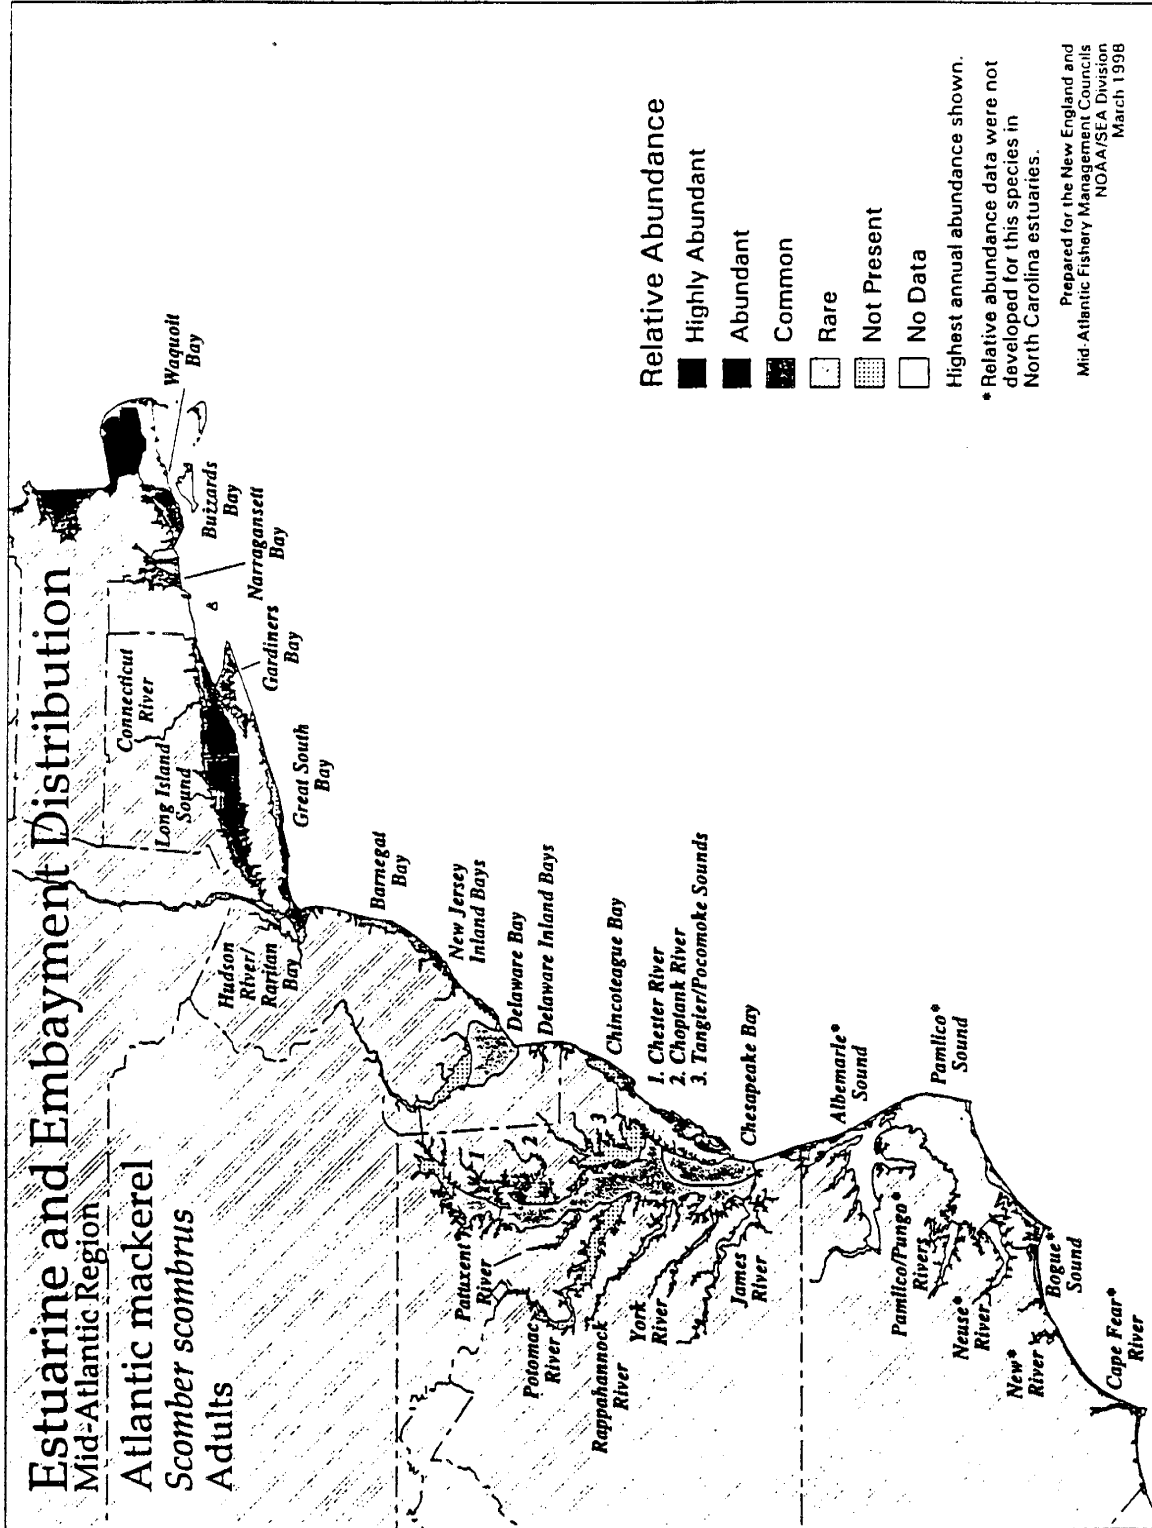 Estuarine and Embayment Distribution
Mid-Atlantic Region
Atlantic mackerel
Scomber scombrus
Adults
Waquoit
Bay
Buzzards
Bay
Narragansett
Bay
Connecticut
River
Gardiners
Bay
Long Island
Sound
Great South
Bay
Hudson
River/
Raritan
Bay
Barnegat
Bay
New Jersey
Inland Bays
Delaware Bay
Delaware Inland Bays
Chincoteague Bay
1. Chester River
2. Choptank River
3. Tangier/Pocomoke Sounds
1
2
3
Chesapeake Bay
Patuxent
River
Potomac
River
Rappahannock
River
York
River
James
River
Albemarle*
Sound
Pamlico*
Sound
Pamlico/Pungo*
Rivers
Neuse*
River
Bogue*
Sound
New*
River
Cape Fear*
River
Relative Abundance
Highly Abundant
Abundant
Common
Rare
Not Present
No Data
Highest annual abundance shown.
* Relative abundance data were not
developed for this species in
North Carolina estuaries.
Prepared for the New England and
Mid-Atlantic Fishery Management Councils
NOAA/SEA Division
March 1998